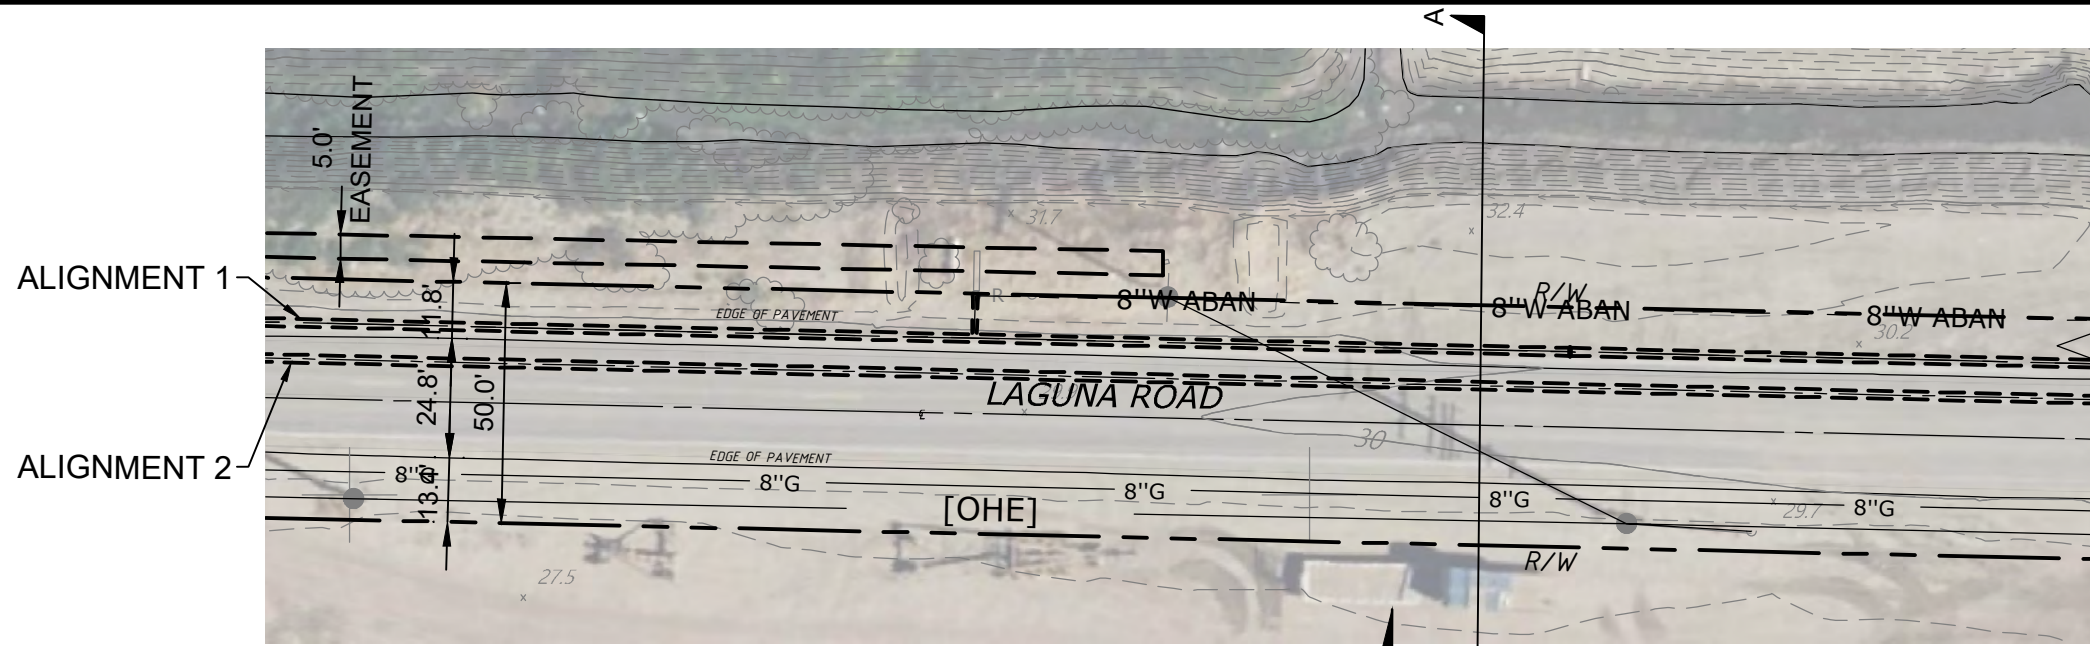 A
5.0'
EASEMENT
31.7
32.4
ALIGNMENT 1
11.8'
R
8"W ABAN
R/W
8"W ABAN
8"W ABAN
EDGE OF PAVEMENT
30.2
24.8'
50.0'
LAGUNA ROAD
℄
30
ALIGNMENT 2
EDGE OF PAVEMENT
8"G
8"G
8"G
8"G
8"G
13.4'
[OHE]
29.7
R/W
27.5